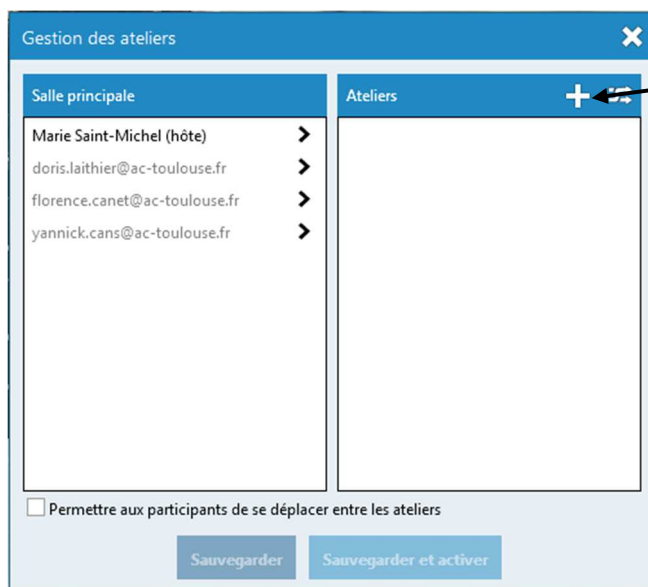 Gestion des ateliers
Salle principale
Ateliers
Marie Saint-Michel (hôte)
doris.laithier@ac-toulouse.fr
florence.canet@ac-toulouse.fr
yannick.cans@ac-toulouse.fr
Permettre aux participants de se déplacer entre les ateliers
Sauvegarder
Sauvegarder et activer